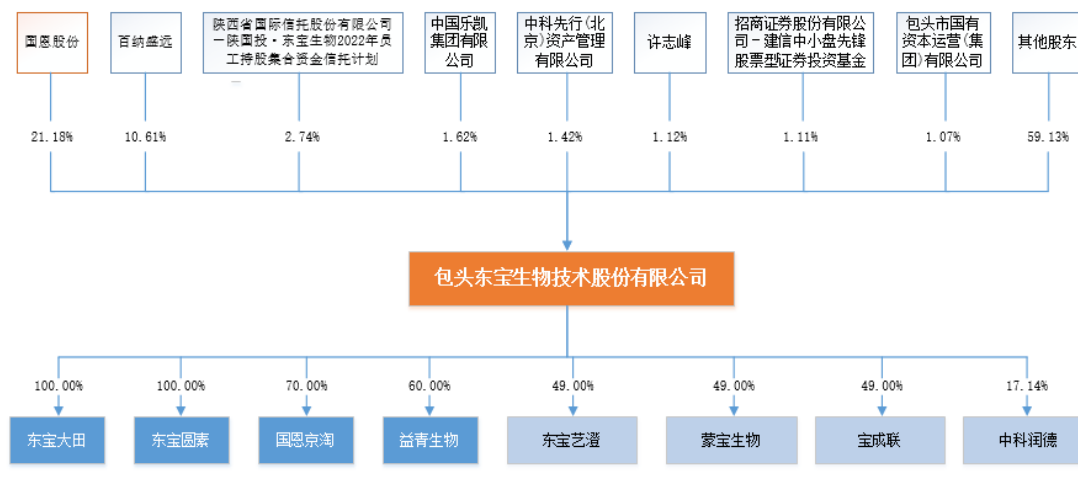 国恩股份
百纳盛远
陕西省国际信托股份有限公司
—陕国投·东宝生物2022年员
工持股集合资金信托计划
中国乐凯
集团有限
公司
中科先行(北
京)资产管理
有限公司
许志峰
招商证券股份有限公
司-建信中小盘先锋
股票型证券投资基金
包头市国有
资本运营(集
团)有限公司
其他股东
21.18%
10.61%
2.74%
1.62%
1.42%
1.12%
1.11%
1.07%
59.13%
包头东宝生物技术股份有限公司
100.00%
100.00%
70.00%
60.00%
49.00%
49.00%
49.00%
17.14%
东宝大田
东宝圆素
国恩京淘
益青生物
东宝艺澄
蒙宝生物
宝成联
中科润德